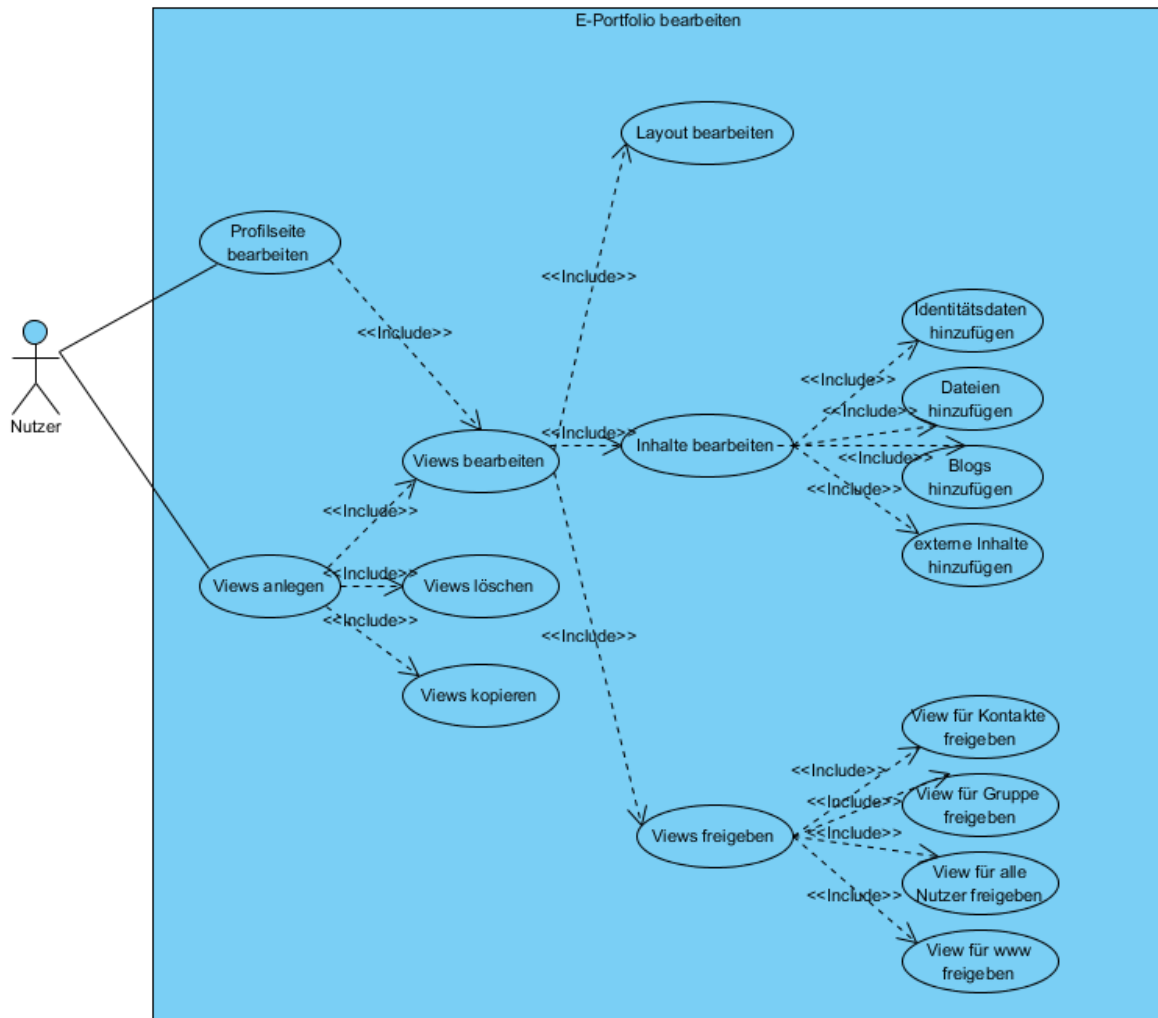 E-Portfolio bearbeiten
Layout bearbeiten
Profilseite
bearbeiten
<<Include>>
<<Include>>
Identitätsdaten
hinzufügen
Nutzer
<<Include>>
Dateien
hinzufügen
<<Include>>
<<Include>>
Views bearbeiten
Inhalte bearbeiten
<<Include>>
Blogs
hinzufügen
<<Include>>
<<Include>>
externe Inhalte
hinzufügen
Views anlegen
<<Include>>
Views löschen
<<Include>>
<<Include>>
Views kopieren
View für Kontakte
freigeben
<<Include>>
<<Include>>
View für Gruppe
freigeben
Views freigeben
<<Include>>
View für alle
Nutzer freigeben
<<Include>>
View für www
freigeben